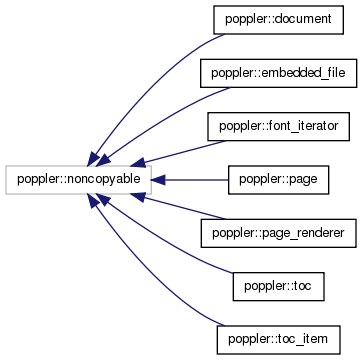 poppler::document
poppler::embedded_file
poppler::font_iterator
poppler::noncopyable
poppler::page
poppler::page_renderer
poppler::toc
poppler::toc_item